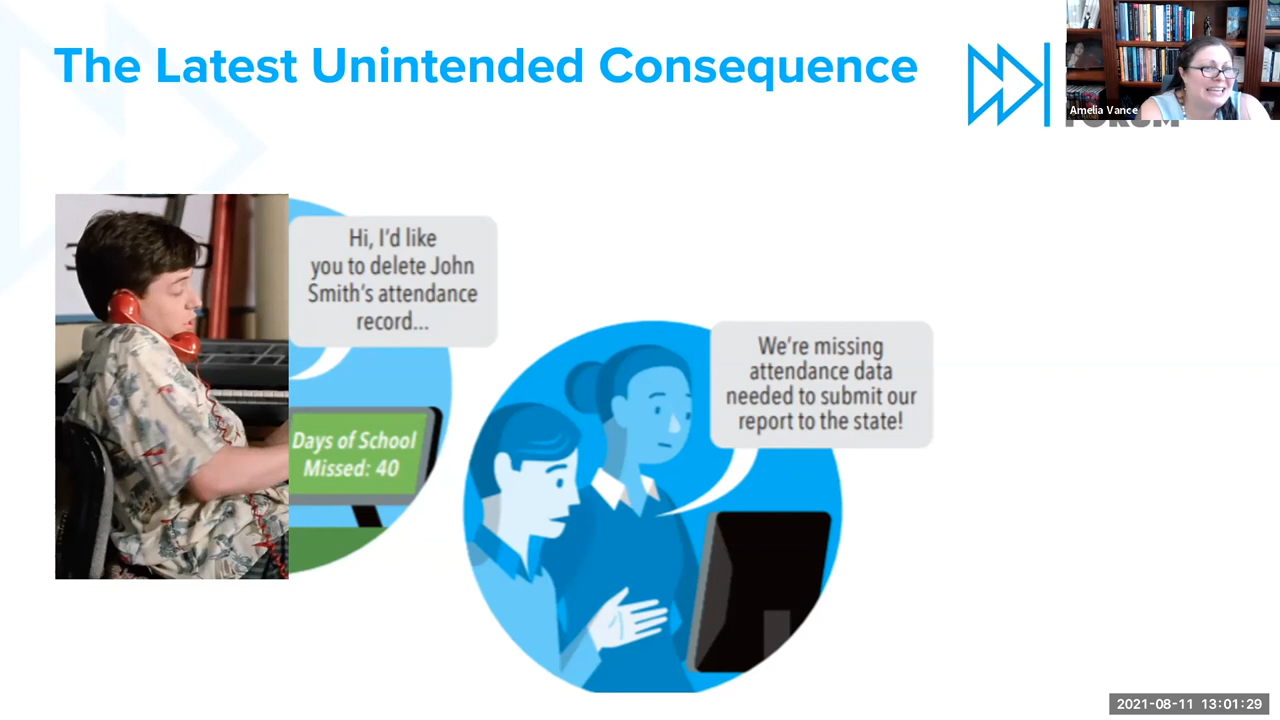 The Latest Unintended Consequence
Amelia Vance
FORUM
Hi, I'd like
you to delete John
Smith's attendance
record...
Days of School
Missed: 40
We're missing
attendance data
needed to submit our
report to the state!
2021-08-11 13:01:29